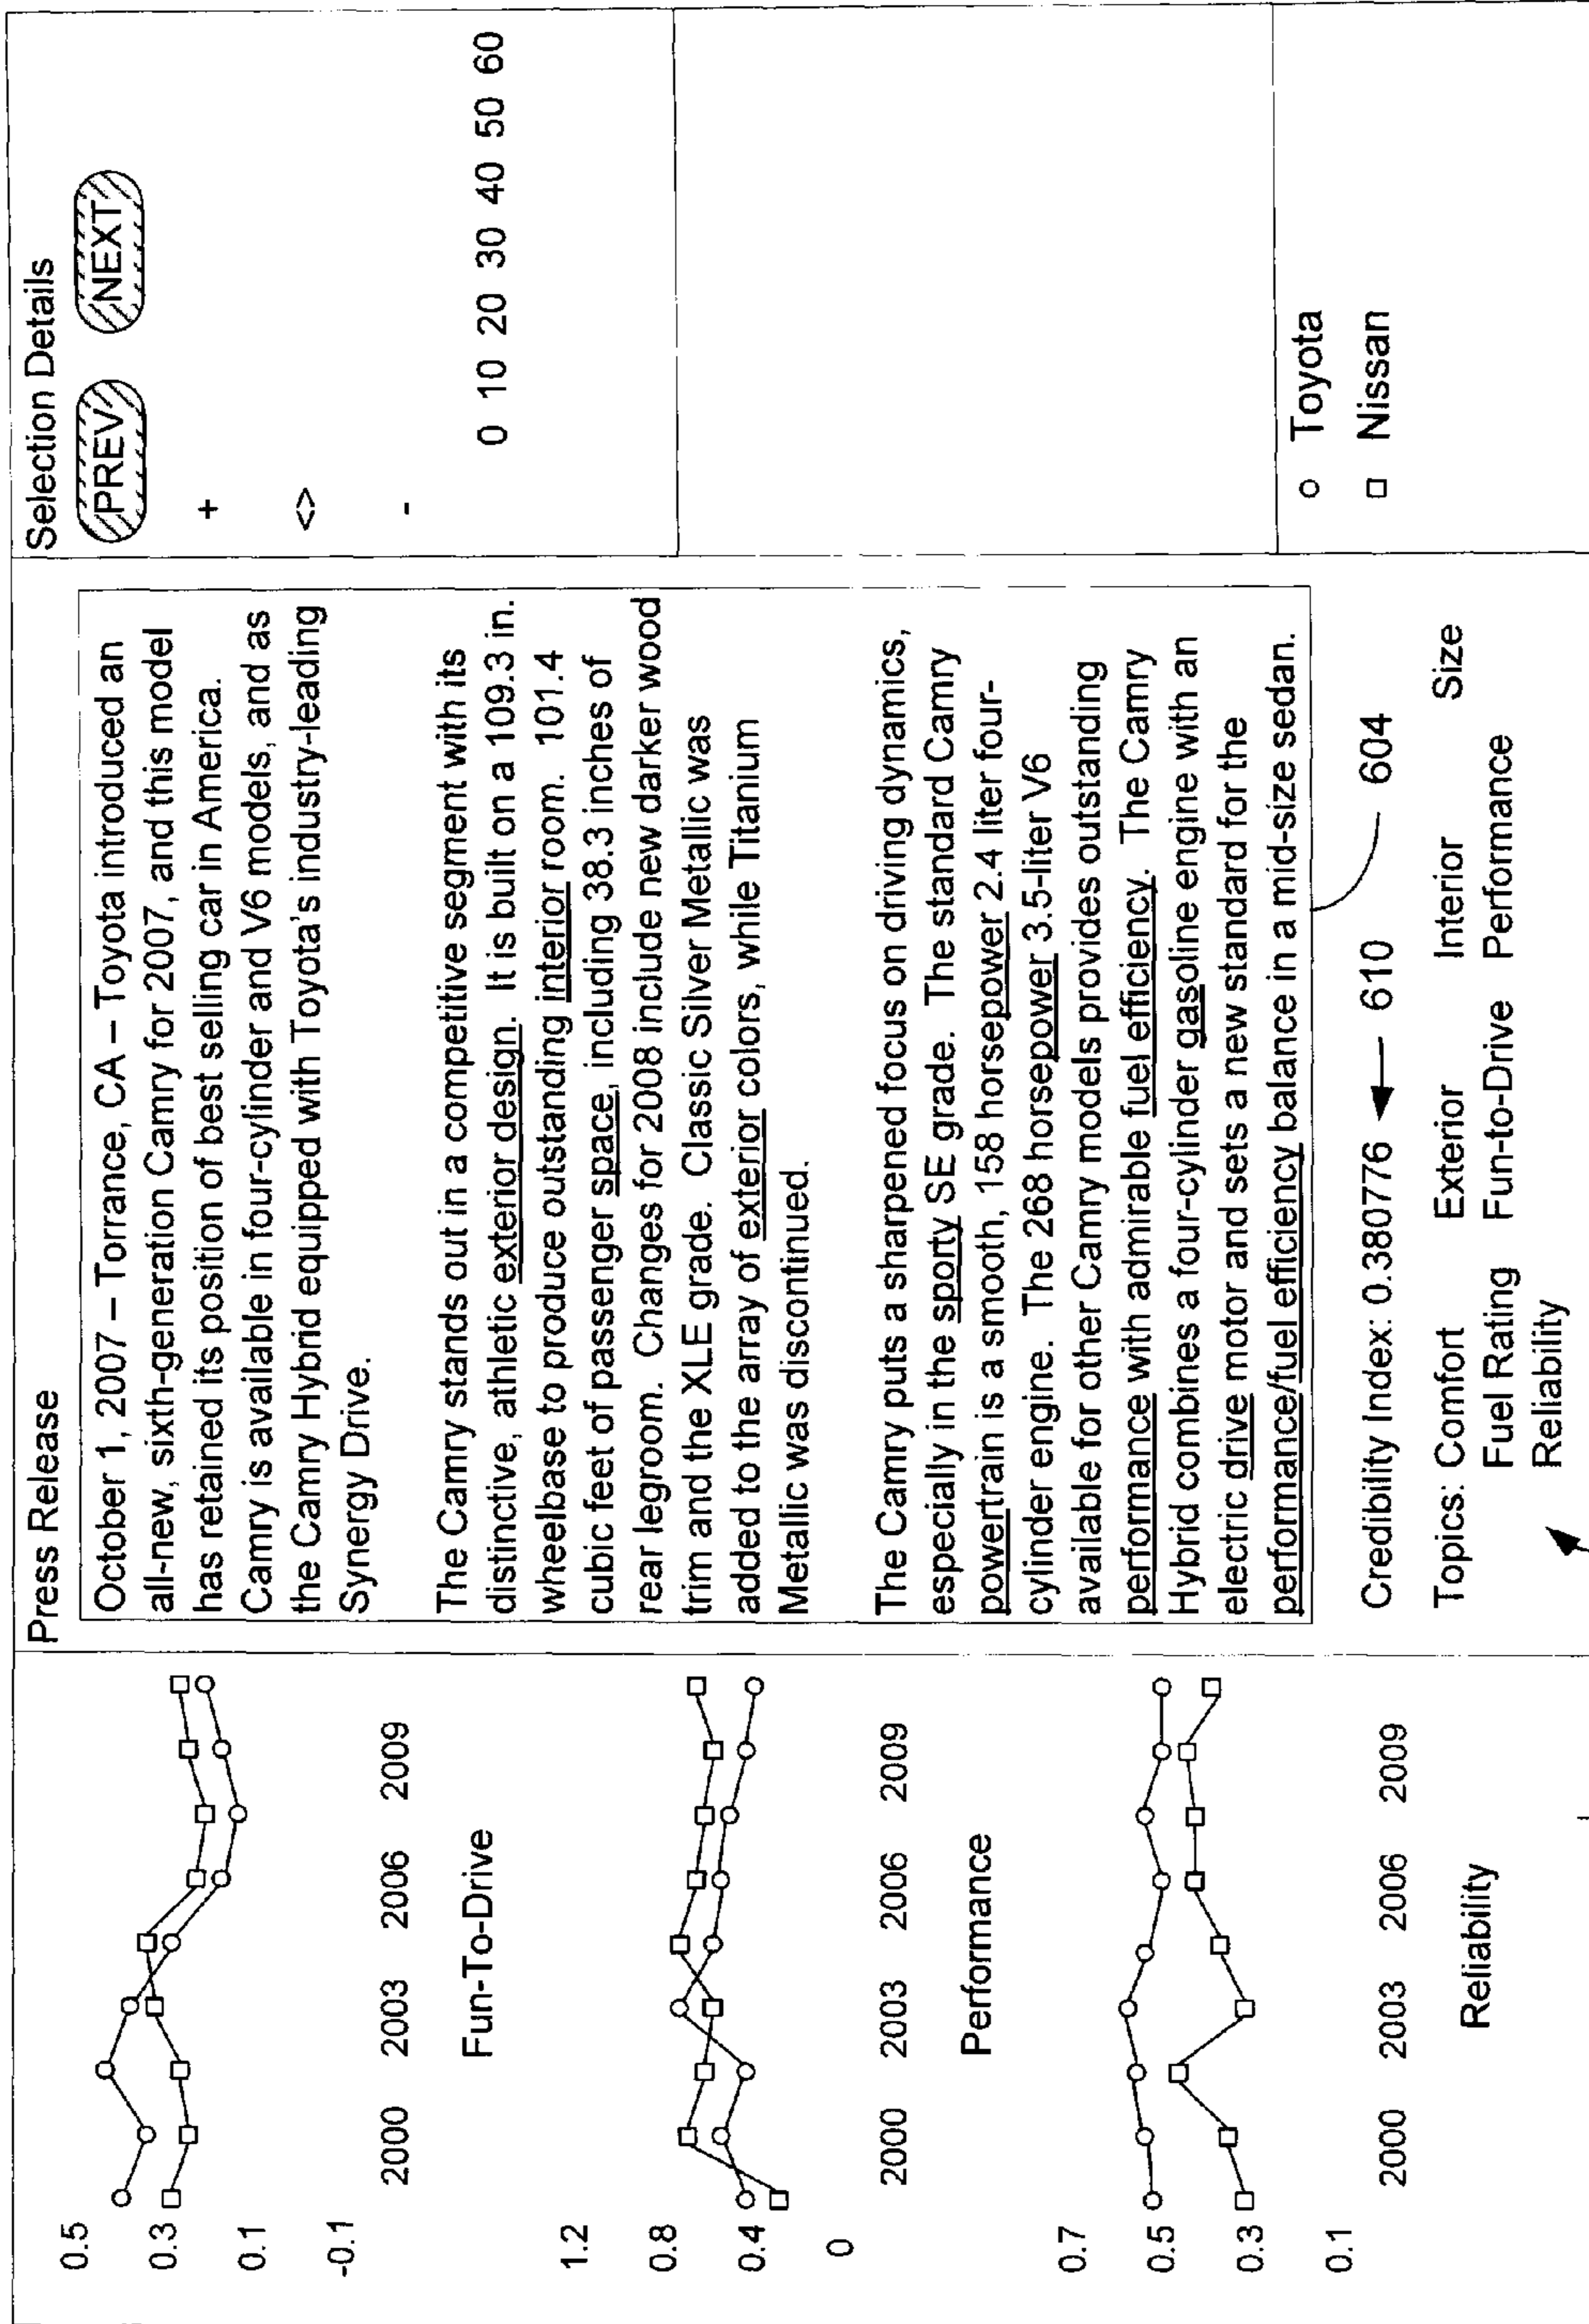 0.5
0.3
0.1
-0.1
2000 2003 2006 2009
Fun-To-Drive
1.2
0.8
0.4
0
2000 2003 2006 2009
Performance
0.7
0.5
0.3
0.1
2000 2003 2006 2009
Reliability
Press Release
October 1, 2007 – Torrance, CA – Toyota introduced an
all-new, sixth-generation Camry for 2007, and this model
has retained its position of best selling car in America.
Camry is available in four-cylinder and V6 models, and as
the Camry Hybrid equipped with Toyota's industry-leading
Synergy Drive.
The Camry stands out in a competitive segment with its
distinctive, athletic exterior design. It is built on a 109.3 in.
wheelbase to produce outstanding interior room. 101.4
cubic feet of passenger space, including 38.3 inches of
rear legroom. Changes for 2008 include new darker wood
trim and the XLE grade. Classic Silver Metallic was
added to the array of exterior colors, while Titanium
Metallic was discontinued.
The Camry puts a sharpened focus on driving dynamics,
especially in the sporty SE grade. The standard Camry
powertrain is a smooth, 158 horsepower 2.4 liter four-
cylinder engine. The 268 horsepower 3.5-liter V6
available for other Camry models provides outstanding
performance with admirable fuel efficiency. The Camry
Hybrid combines a four-cylinder gasoline engine with an
electric drive motor and sets a new standard for the
performance/fuel efficiency balance in a mid-size sedan.
Credibility Index: 0.380776 610 604
Topics: Comfort Exterior Interior Size
Fuel Rating Fun-to-Drive Performance
Reliability
Selection Details
PREV NEXT
+
<>
-
0 10 20 30 40 50 60
Toyota
Nissan